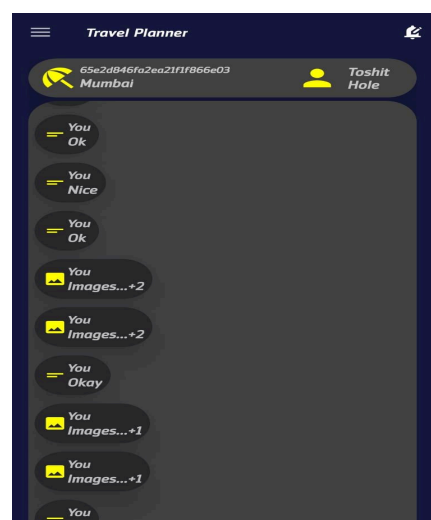 Travel Planner
65e2d846fa2ea21f1f866e03
Mumbai
Toshit
Hole
You
Ok
You
Nice
You
Ok
You
Images...+2
You
Images...+2
You
Okay
You
Images...+1
You
Images...+1
You